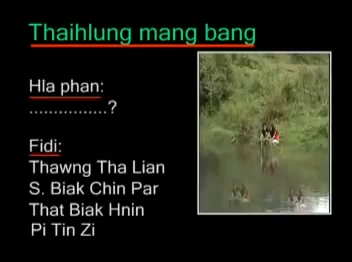 Thaihlung mang bang
Hla phan:
................?
Fidi:
Thawng Tha Lian
S. Biak Chin Par
That Biak Hnin
Pi Tin Zi